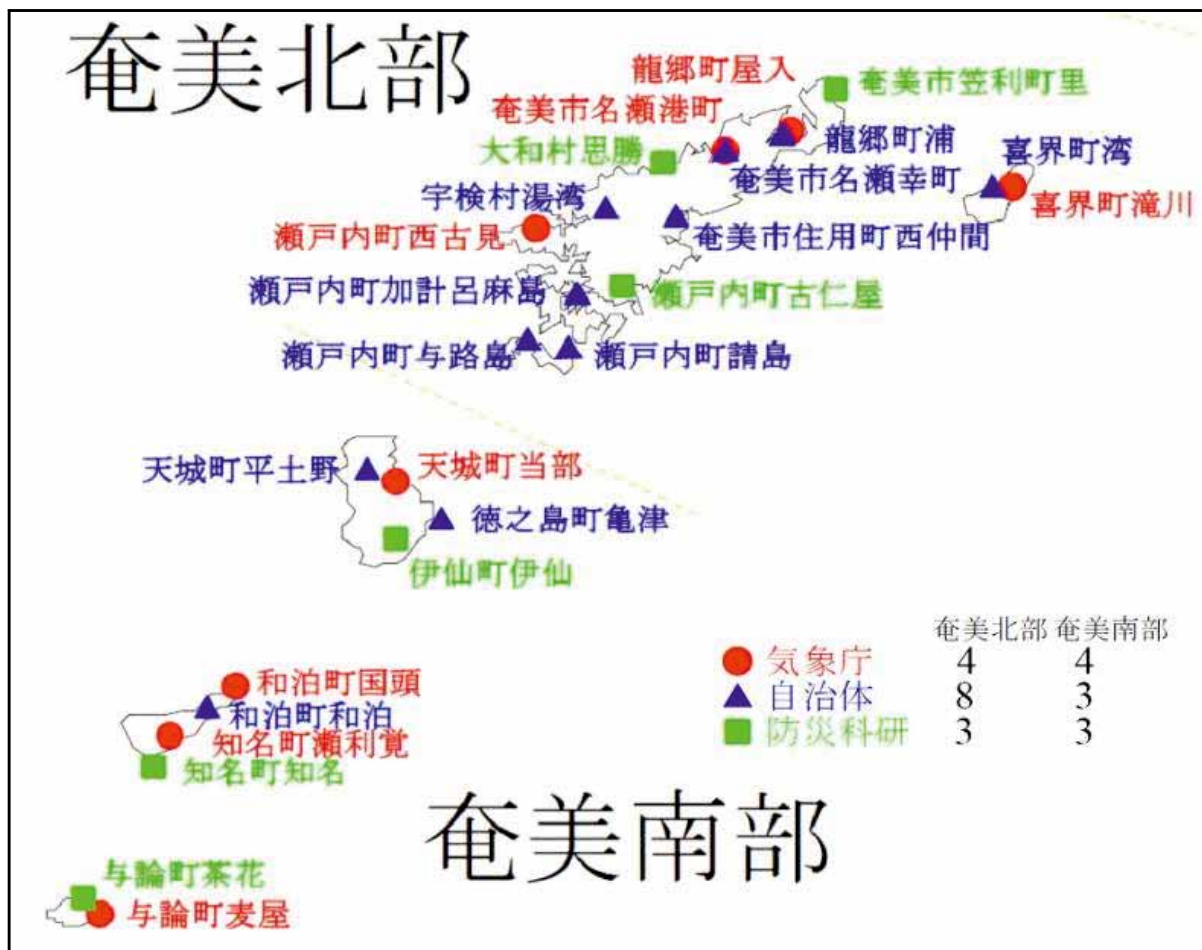 奄美北部
龍郷町屋入
奄美市笠利町里
奄美市名瀬港町
大和村思勝
龍郷町浦
喜界町湾
奄美市名瀬幸町
宇検村湯湾
喜界町滝川
瀬戸内町西古見
奄美市住用町西仲間
瀬戸内町加計呂麻島
瀬戸内町古仁屋
瀬戸内町与路島
瀬戸内町請島
天城町平土野
天城町当部
徳之島町亀津
伊仙町伊仙
奄美北部 奄美南部
気象庁 4 4
自治体 8 3
防災科研 3 3
和泊町国頭
和泊町和泊
知名町瀬利覚
知名町知名
奄美南部
与論町茶花
与論町麦屋